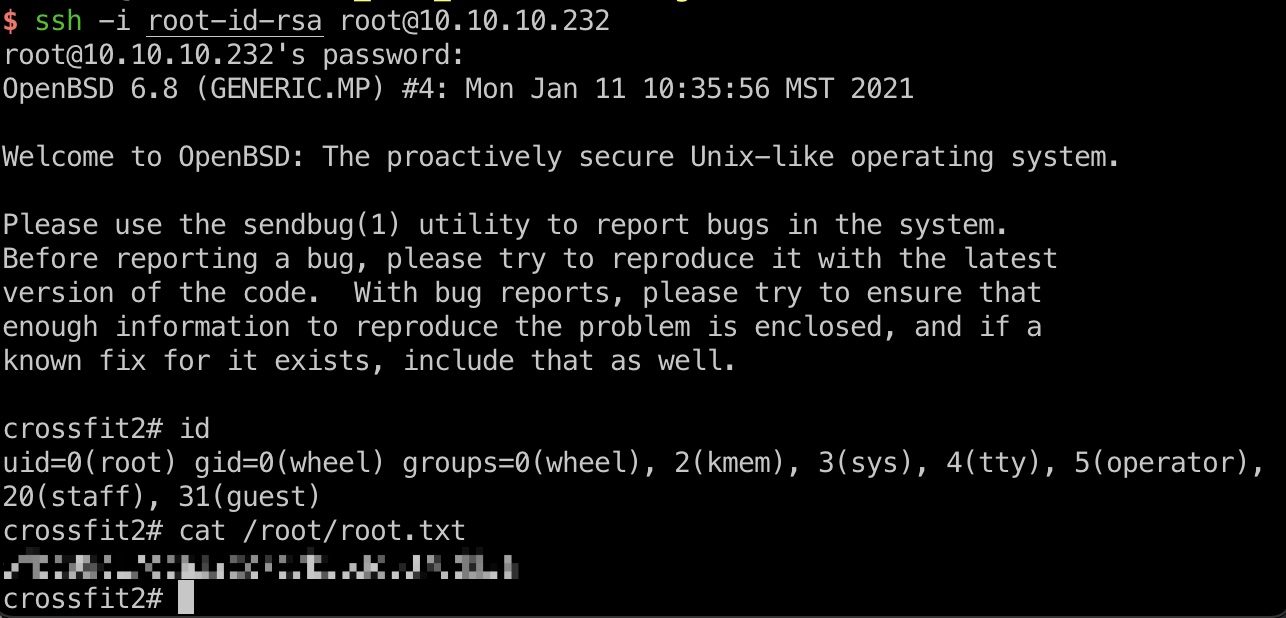 $ ssh -i root-id-rsa root@10.10.10.232
root@10.10.10.232's password:
OpenBSD 6.8 (GENERIC.MP) #4: Mon Jan 11 10:35:56 MST 2021
Welcome to OpenBSD: The proactively secure Unix-like operating system.
Please use the sendbug(1) utility to report bugs in the system.
Before reporting a bug, please try to reproduce it with the latest
version of the code.  With bug reports, please try to ensure that
enough information to reproduce the problem is enclosed, and if a
known fix for it exists, include that as well.
crossfit2# id
uid=0(root) gid=0(wheel) groups=0(wheel), 2(kmem), 3(sys), 4(tty), 5(operator),
20(staff), 31(guest)
crossfit2# cat /root/root.txt
crossfit2#